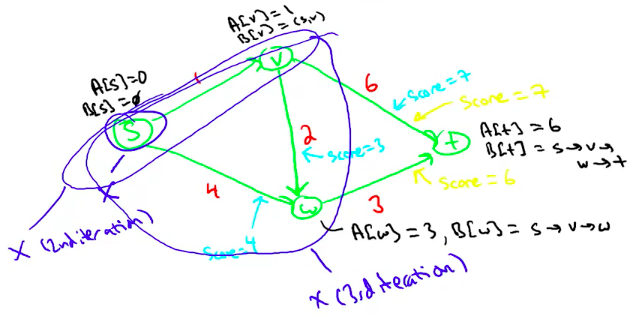 A[v]=1
B[v]=(s,v)
A[s]=0
B[s]=∅
1
v
6
score=7
score=7
s
2
score=3
t
A[t]=6
B[t]=s→v→
w→t
score=6
4
w
3
X
X (2nd iteration)
score=4
A[w]=3, B[w]=s→v→w
X (3rd iteration)